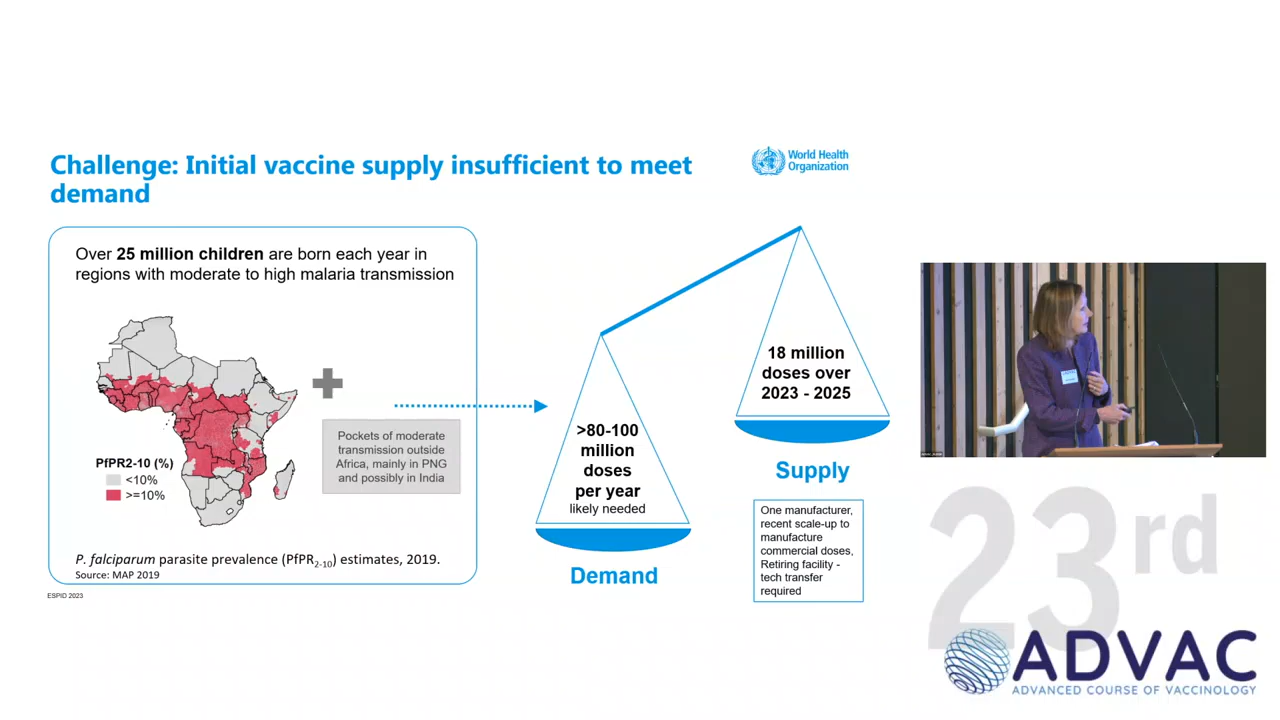 Challenge: Initial vaccine supply insufficient to meet
demand
World Health
Organization
Over 25 million children are born each year in
regions with moderate to high malaria transmission
PfPR2-10 (%)
<10%
>=10%
Pockets of moderate
transmission outside
Africa, mainly in PNG
and possibly in India
P. falciparum parasite prevalence (PfPR2-10) estimates, 2019.
Source: MAP 2019
ESPID 2023
>80-100
million
doses
per year
likely needed
Demand
18 million
doses over
2023 - 2025
Supply
One manufacturer,
recent scale-up to
manufacture
commercial doses,
Retiring facility -
tech transfer
required
23rd
ADVAC
ADVANCED COURSE OF VACCINOLOGY